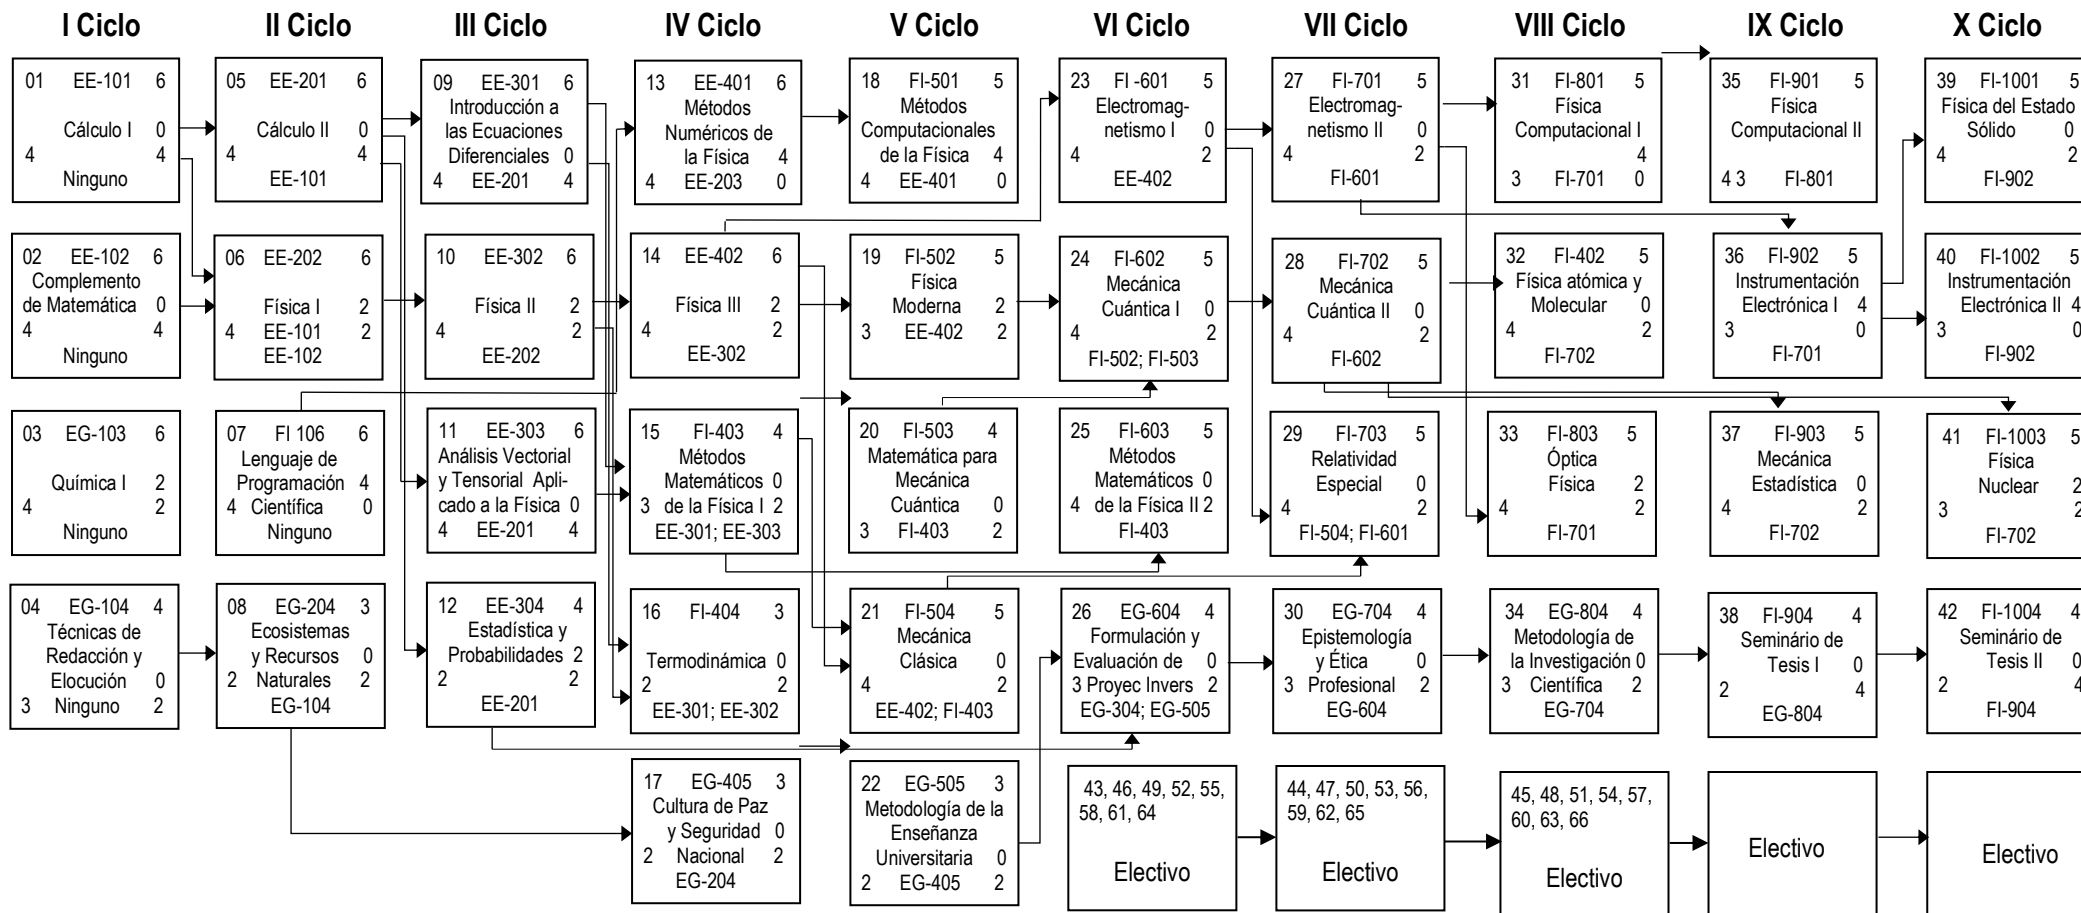 I Ciclo
II Ciclo
III Ciclo
IV Ciclo
V Ciclo
VI Ciclo
VII Ciclo
VIII Ciclo
IX Ciclo
X Ciclo
01 EE-101 6
Cálculo I 0
4 4
Ninguno
02 EE-102 6
Complemento
de Matemática 0
4 4
Ninguno
03 EG-103 6
Química I 2
4 2
Ninguno
04 EG-104 4
Técnicas de
Redacción y
Elocución 0
3 Ninguno 2
05 EE-201 6
Cálculo II 0
4 4
EE-101
06 EE-202 6
Física I 2
4 EE-101 2
EE-102
07 FI 106 6
Lenguaje de
Programación 4
4 Científica 0
Ninguno
08 EG-204 3
Ecosistemas
y Recursos 0
2 Naturales 2
EG-104
09 EE-301 6
Introducción a
las Ecuaciones
Diferenciales 0
4 EE-201 4
10 EE-302 6
Física II 2
4 2
EE-202
11 EE-303 6
Análisis Vectorial
y Tensorial Apli-
cado a la Física 0
4 EE-201 4
12 EE-304 4
Estadística y
Probabilidades 2
2 2
EE-201
13 EE-401 6
Métodos
Numéricos de
la Física 4
4 EE-203 0
14 EE-402 6
Física III 2
4 2
EE-302
15 FI-403 4
Métodos
Matemáticos 0
3 de la Física I 2
EE-301; EE-303
16 FI-404 3
Termodinámica 0
2 2
EE-301; EE-302
17 EG-405 3
Cultura de Paz
y Seguridad 0
2 Nacional 2
EG-204
18 FI-501 5
Métodos
Computacionales
de la Física 4
4 EE-401 0
19 FI-502 5
Física
Moderna 2
3 EE-402 2
20 FI-503 4
Matemática para
Mecánica
Cuántica 0
3 FI-403 2
21 FI-504 5
Mecánica
Clásica 0
4 2
EE-402; FI-403
22 EG-505 3
Metodología de la
Enseñanza
Universitaria 0
2 EG-405 2
23 FI -601 5
Electromag-
netismo I 0
4 2
EE-402
24 FI-602 5
Mecánica
Cuántica I 0
4 2
FI-502; FI-503
25 FI-603 5
Métodos
Matemáticos 0
4 de la Física II 2
FI-403
26 EG-604 4
Formulación y
Evaluación de 0
3 Proyec Invers 2
EG-304; EG-505
43, 46, 49, 52, 55,
58, 61, 64
Electivo
27 FI-701 5
Electromag-
netismo II 0
4 2
FI-601
28 FI-702 5
Mecánica
Cuántica II 0
4 2
FI-602
29 FI-703 5
Relatividad
Especial 0
4 2
FI-504; FI-601
30 EG-704 4
Epistemología
y Ética 0
3 Profesional 2
EG-604
44, 47, 50, 53, 56,
59, 62, 65
Electivo
31 FI-801 5
Física
Computacional I
4
3 FI-701 0
32 FI-402 5
Física atómica y
Molecular 0
4 2
FI-702
33 FI-803 5
Óptica
Física 2
4 2
FI-701
34 EG-804 4
Metodología de
la Investigación 0
3 Científica 2
EG-704
45, 48, 51, 54, 57,
60, 63, 66
Electivo
35 FI-901 5
Física
Computacional II
4 3 FI-801
36 FI-902 5
Instrumentación
Electrónica I 4
3 0
FI-701
37 FI-903 5
Mecánica
Estadística 0
4 2
FI-702
38 FI-904 4
Seminário de
Tesis I 0
2 4
EG-804
Electivo
39 FI-1001 5
Física del Estado
Sólido 0
4 2
FI-902
40 FI-1002 5
Instrumentación
Electrónica II 4
3 0
FI-902
41 FI-1003 5
Física
Nuclear 2
3 2
FI-702
42 FI-1004 4
Seminário de
Tesis II 0
2 4
FI-904
Electivo